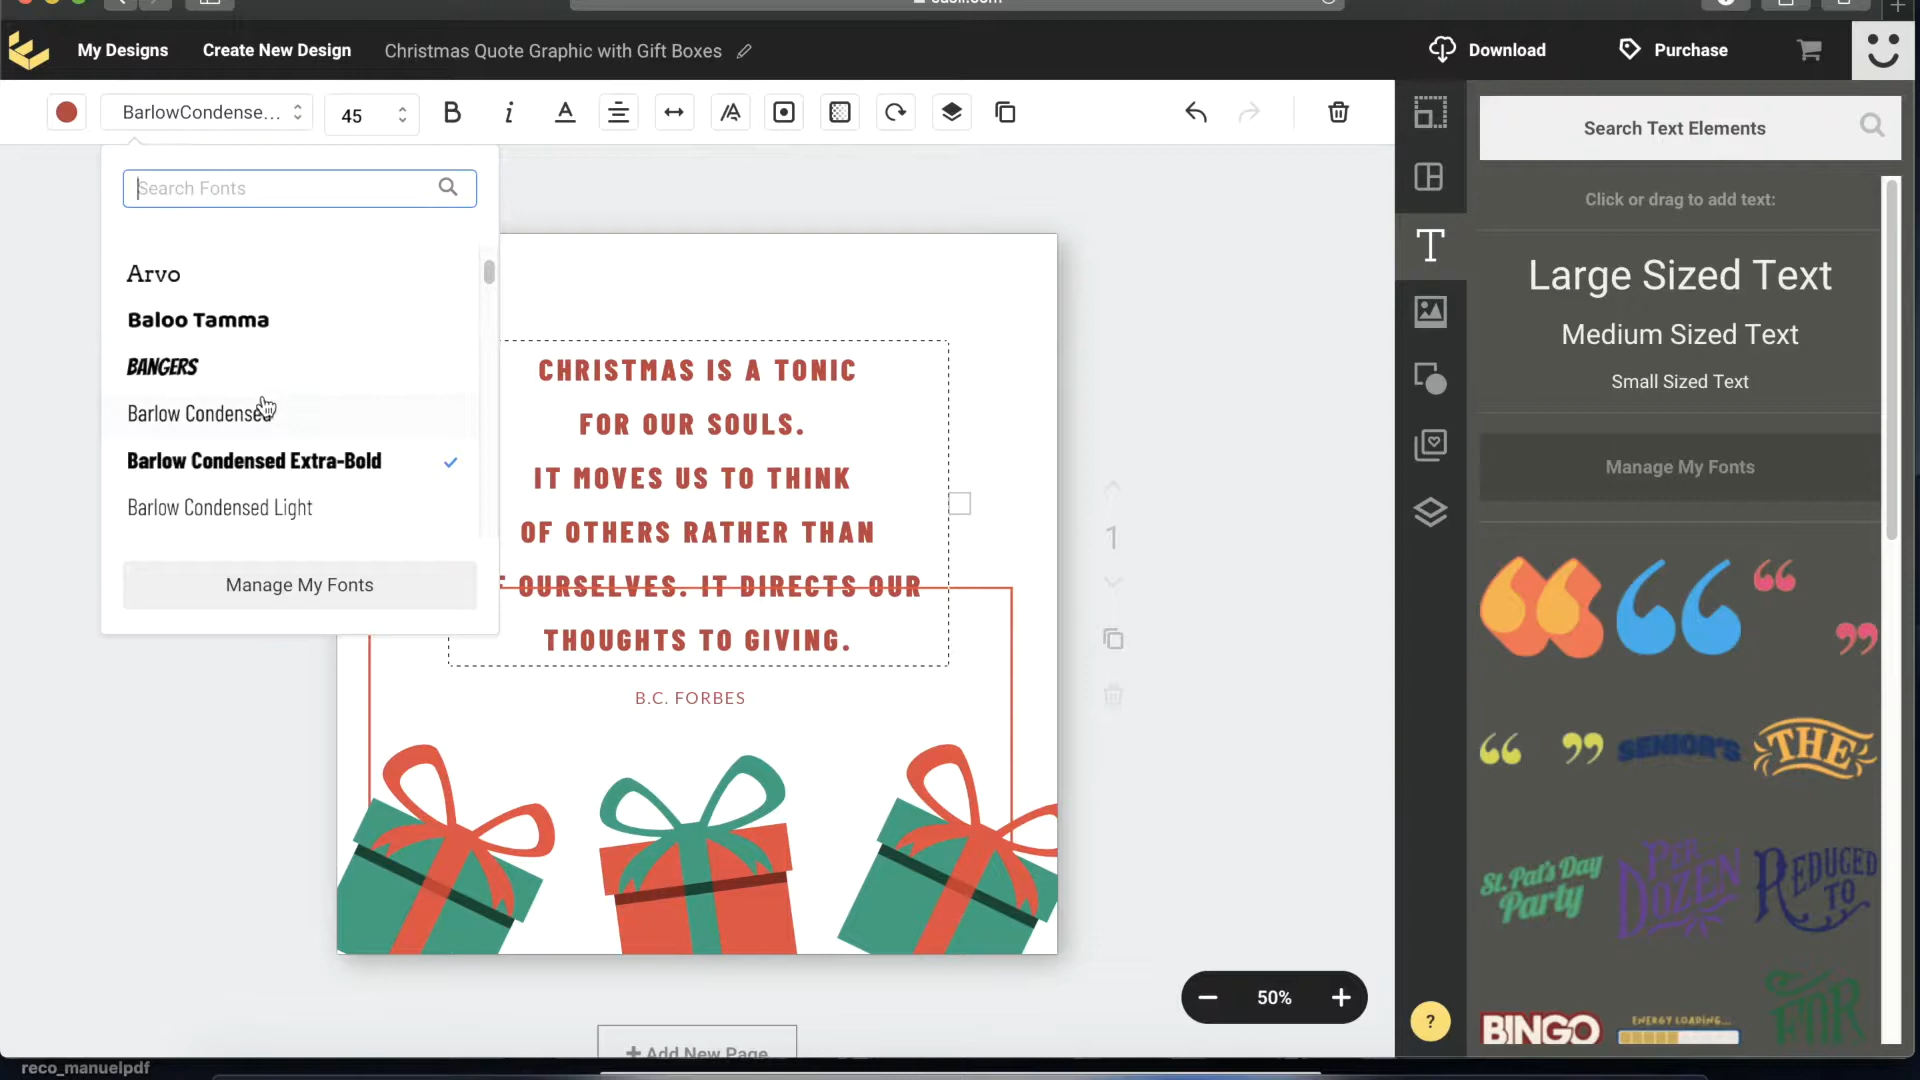 My Designs
Create New Design
Christmas Quote Graphic with Gift Boxes
Download
Purchase
BarlowCondense...
45
B
i
A
Search Fonts
Arvo
Baloo Tamma
BANGERS
Barlow Condensed
Barlow Condensed Extra-Bold
Barlow Condensed Light
Manage My Fonts
CHRISTMAS IS A TONIC
FOR OUR SOULS.
IT MOVES US TO THINK
OF OTHERS RATHER THAN
OURSELVES. IT DIRECTS OUR
THOUGHTS TO GIVING.
B.C. FORBES
1
50%
+ Add New Page
T
Search Text Elements
Click or drag to add text:
Large Sized Text
Medium Sized Text
Small Sized Text
Manage My Fonts
SENIOR'S
THE
St. Pat's Day
Party
PER
DOZEN
REDUCED
TO
BINGO
ENERGY LOADING...
FOR
?
reco_manuelpdf